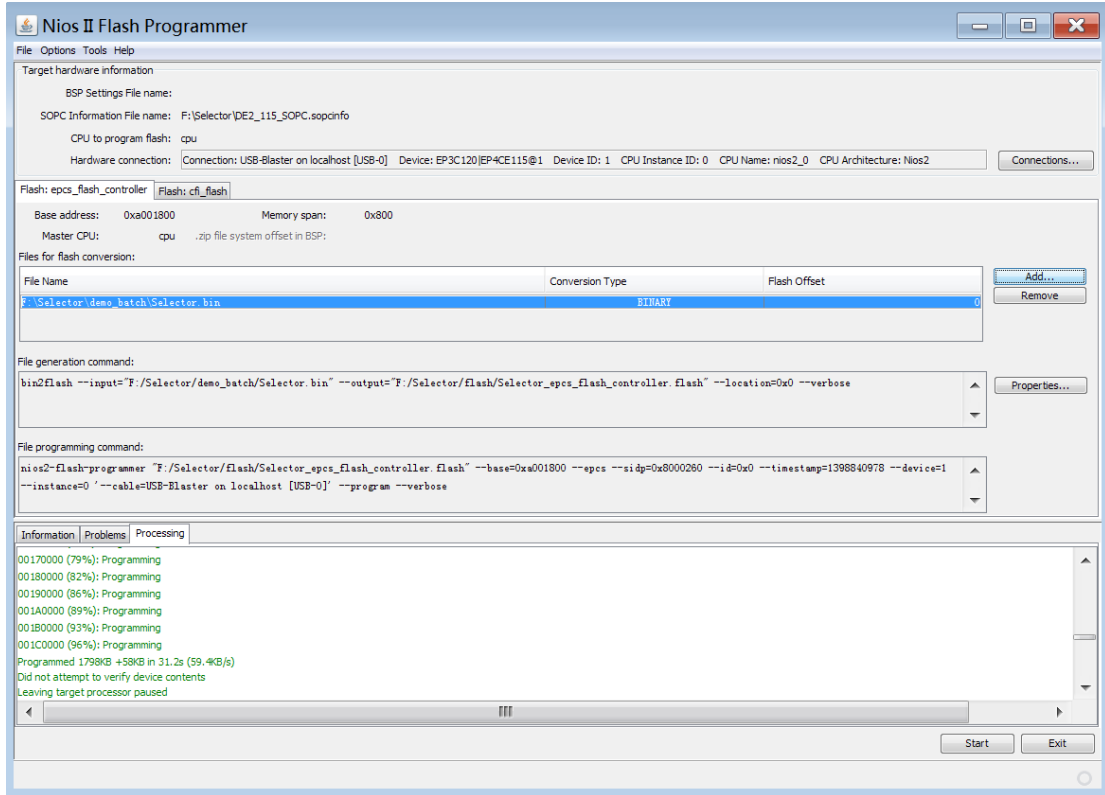 Nios II Flash Programmer
File Options Tools Help
Target hardware information
BSP Settings File name:
SOPC Information File name: F:\Selector\DE2_115_SOPC.sopcinfo
CPU to program flash: cpu
Hardware connection: Connection: USB-Blaster on localhost [USB-0] Device: EP3C120|EP4CE115@1 Device ID: 1 CPU Instance ID: 0 CPU Name: nios2_0 CPU Architecture: Nios2 Connections...
Flash: epcs_flash_controller Flash: cfi_flash
Base address: 0xa001800 Memory span: 0x800
Master CPU: cpu .zip file system offset in BSP:
Files for flash conversion:
File Name Conversion Type Flash Offset Add...
F:\Selector\demo_batch\Selector.bin BINARY 0 Remove
File generation command:
bin2flash --input="F:/Selector/demo_batch/Selector.bin" --output="F:/Selector/flash/Selector_epcs_flash_controller.flash" --location=0x0 --verbose Properties...
File programming command:
nios2-flash-programmer "F:/Selector/flash/Selector_epcs_flash_controller.flash" --base=0xa001800 --epcs --sidp=0x8000260 --id=0x0 --timestamp=1398840978 --device=1
--instance=0 '--cable=USB-Blaster on localhost [USB-0]' --program --verbose
Information Problems Processing
00170000 (79%): Programming
00180000 (82%): Programming
00190000 (86%): Programming
001A0000 (89%): Programming
001B0000 (93%): Programming
001C0000 (96%): Programming
Programmed 1798KB +58KB in 31.2s (59.4KB/s)
Did not attempt to verify device contents
Leaving target processor paused
Start Exit